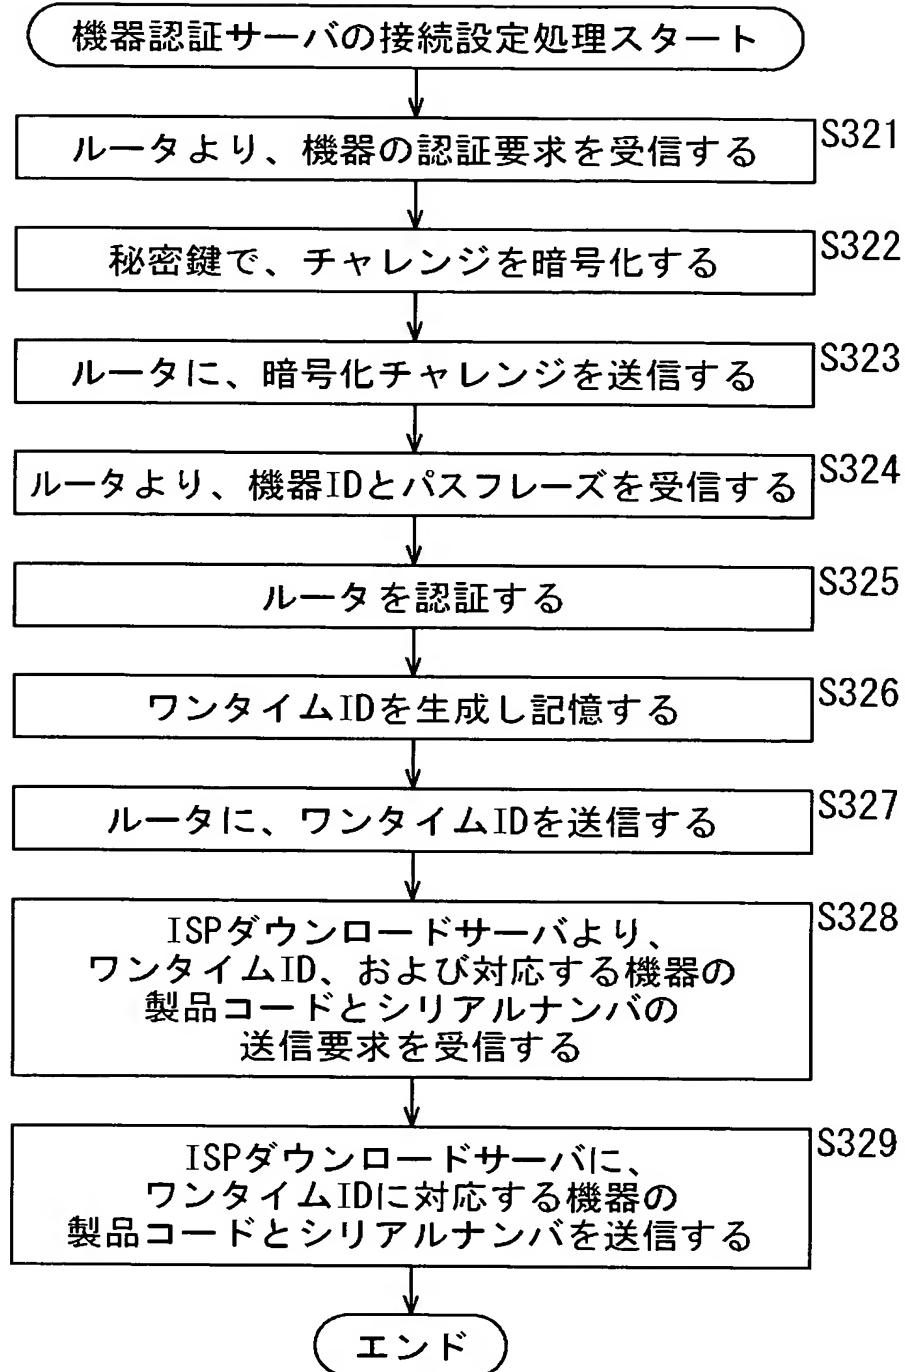 機器認証サーバの接続設定処理スタート
ルータより、機器の認証要求を受信する
S321
秘密鍵で、チャレンジを暗号化する
S322
ルータに、暗号化チャレンジを送信する
S323
ルータより、機器IDとパスフレーズを受信する
S324
ルータを認証する
S325
ワンタイムIDを生成し記憶する
S326
ルータに、ワンタイムIDを送信する
S327
ISPダウンロードサーバより、
ワンタイムID、および対応する機器の
製品コードとシリアルナンバの
送信要求を受信する
S328
ISPダウンロードサーバに、
ワンタイムIDに対応する機器の
製品コードとシリアルナンバを送信する
S329
エンド